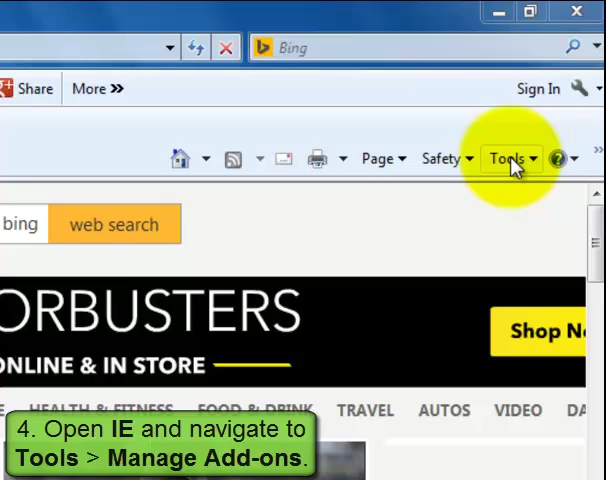 Bing
Share More »
Sign In
Page Safety Tools
bing web search
ORBUSTERS
ONLINE & IN STORE
Shop N
HEALTH & FITNESS FOOD & DRINK TRAVEL AUTOS VIDEO DA
4. Open IE and navigate to
Tools > Manage Add-ons.